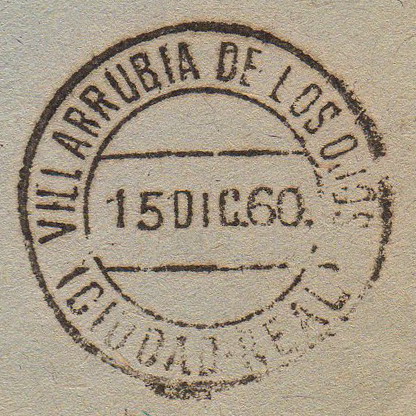 VILLARRUBIA DE LOS OJOS
15 DIC. 60.
(CIUDAD-REAL)